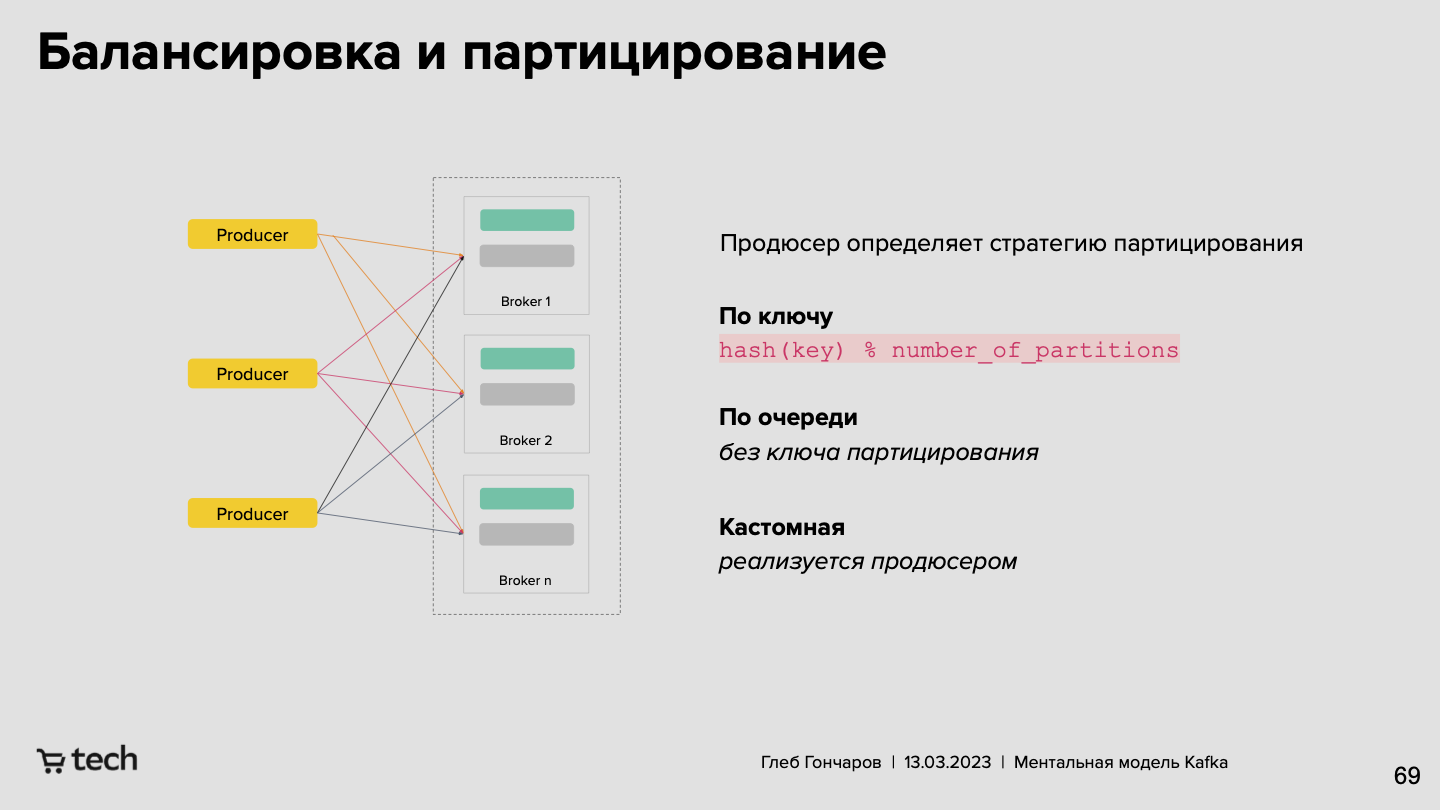 Балансировка и партицирование
Producer
Producer
Producer
Broker 1
Broker 2
Broker n
Продюсер определяет стратегию партицирования
По ключу
hash(key) % number_of_partitions
По очереди
без ключа партицирования
Кастомная
реализуется продюсером
tech
Глеб Гончаров | 13.03.2023 | Ментальная модель Kafka
69